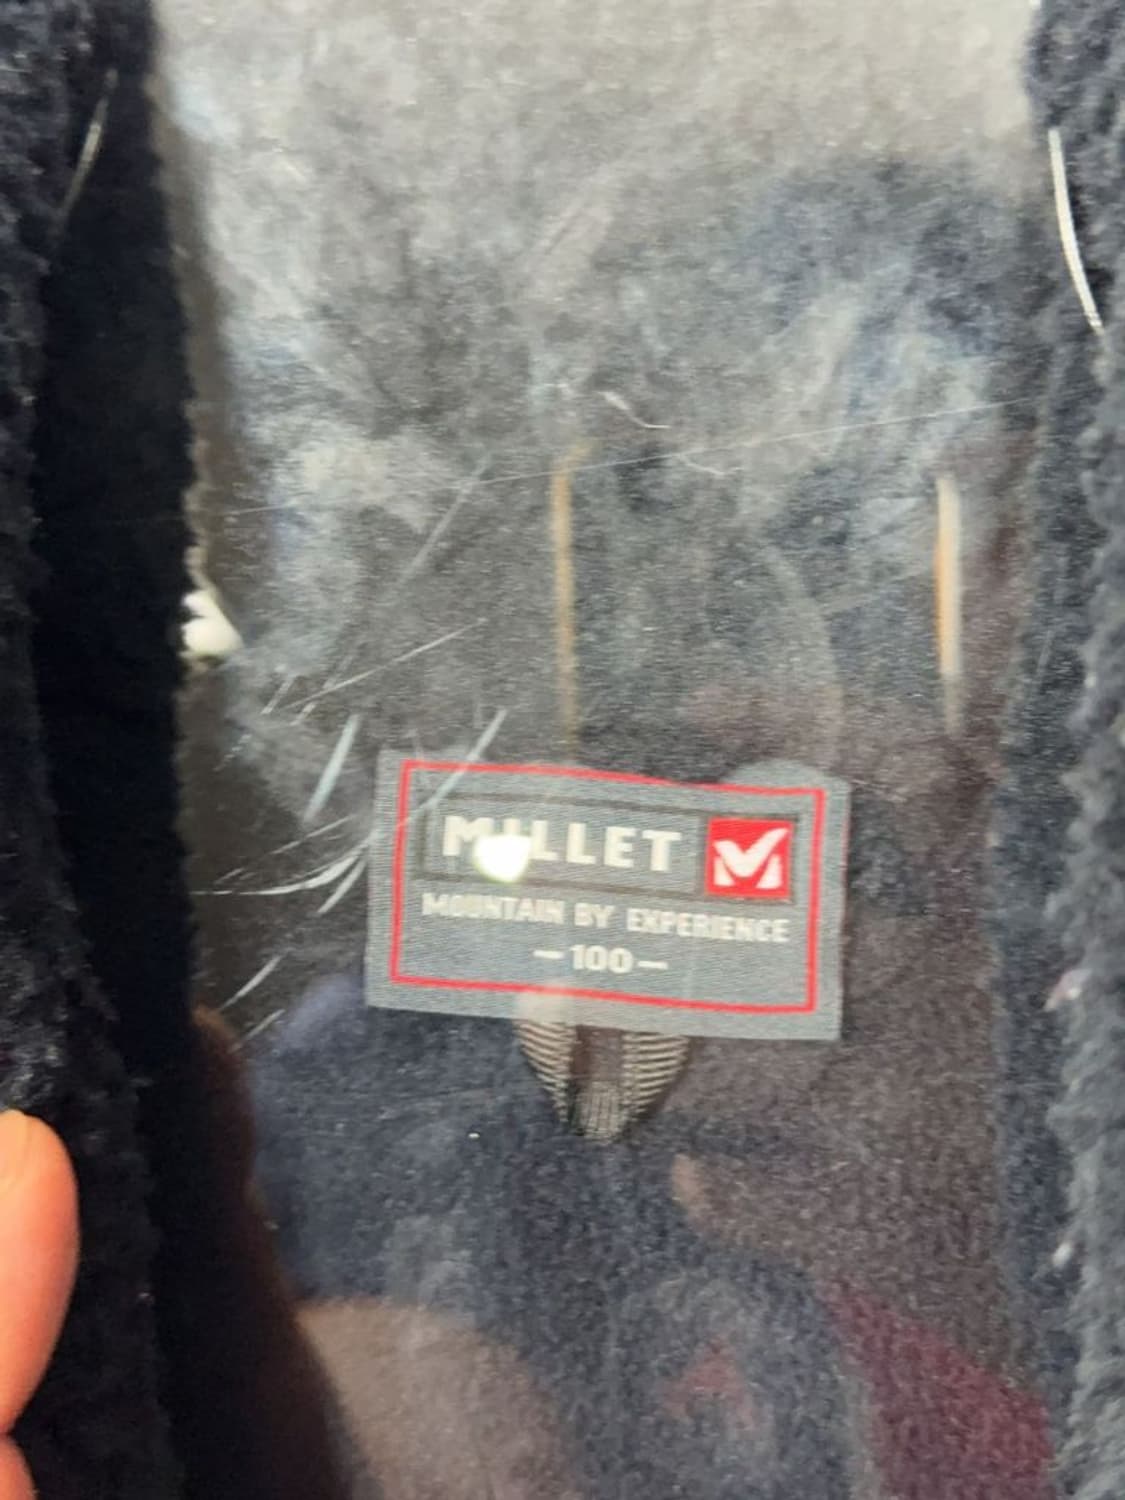 MILLET
MOUNTAIN BY EXPERIENCE
-100-